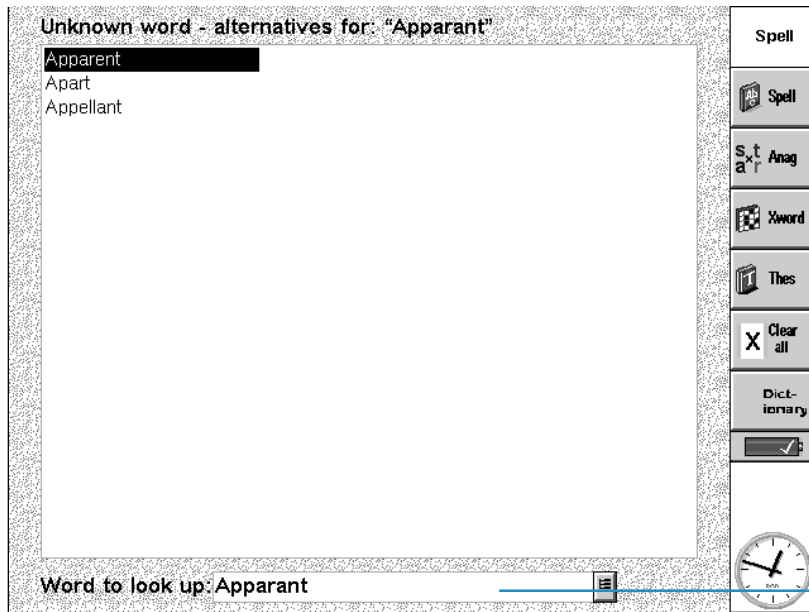 Unknown word - alternatives for: “Apparant”
Apparent
Apart
Appellant
Word to look up: Apparant
Spell
Spell
s x t
a r Anag
Xword
T Thes
X Clear
all
Dict-
ionary